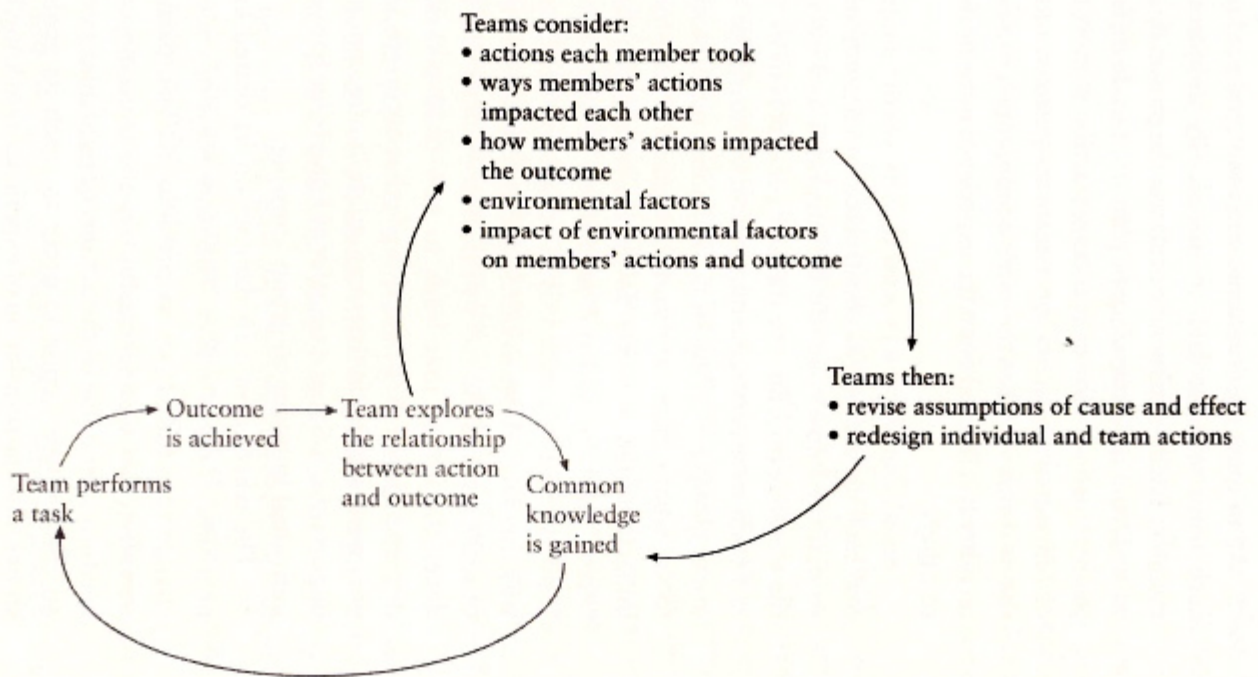 Teams consider:
• actions each member took
• ways members' actions
impacted each other
• how members' actions impacted
the outcome
• environmental factors
• impact of environmental factors
on members' actions and outcome
Teams then:
• revise assumptions of cause and effect
• redesign individual and team actions
Outcome
is achieved
Team explores
the relationship
between action
and outcome
Team performs
a task
Common
knowledge
is gained